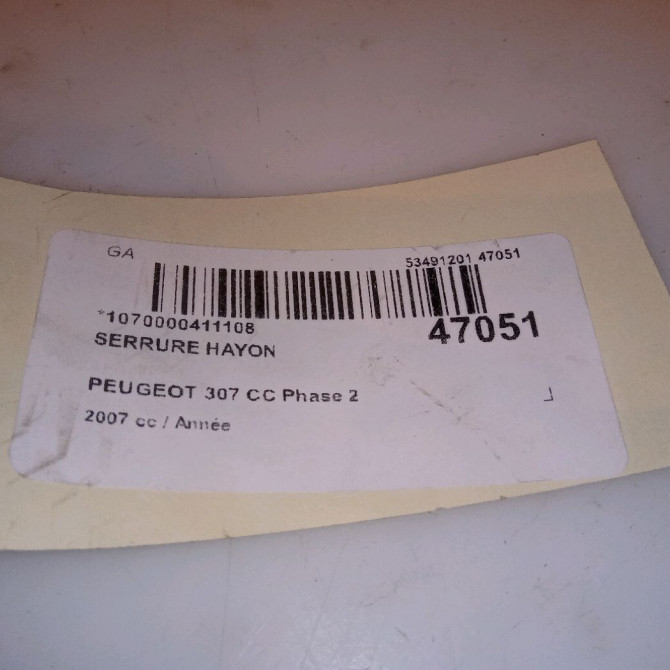 GA
53491201 47051
*1070000411108
47051
SERRURE HAYON
PEUGEOT 307 CC Phase 2
2007 cc / Année